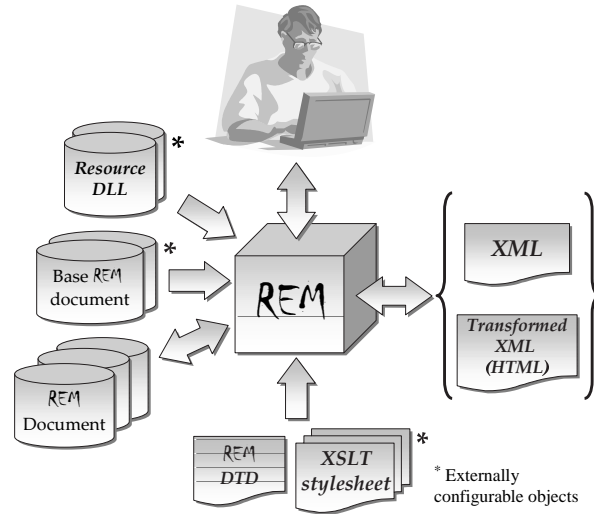 *
Resource
DLL
*
Base REM
document
REM
Document
REM
XML
Transformed
XML
(HTML)
REM
DTD
XSLT
stylesheet
*
* Externally
configurable objects